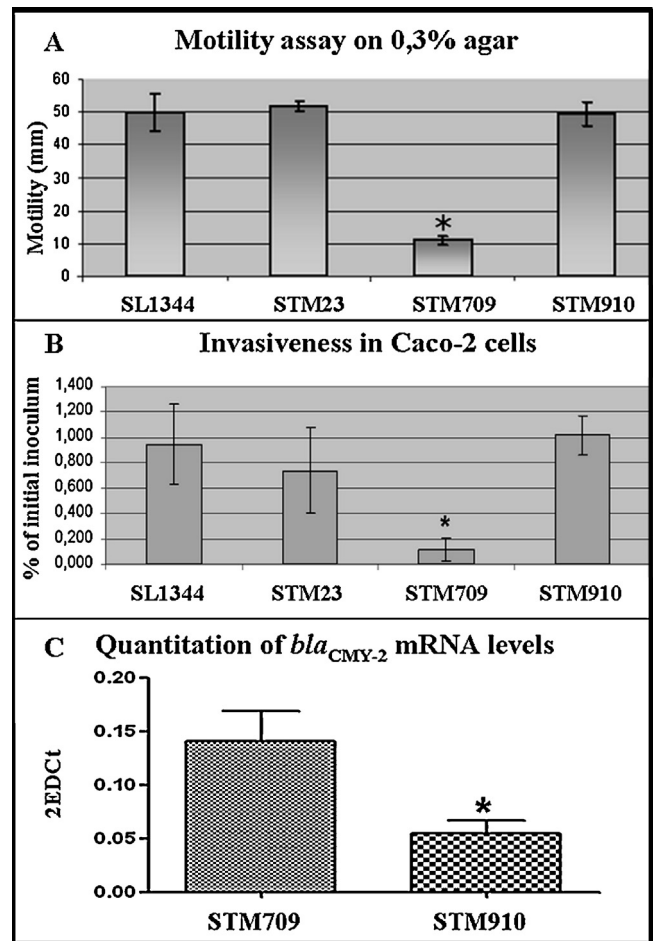 A Motility assay on 0,3% agar
Motility (mm)
60
50
40
30
20
10
0
*
SL1344 STM23 STM709 STM910
B Invasiveness in Caco-2 cells
% of initial inoculum
1,400
1,200
1,000
0,800
0,600
0,400
0,200
0,000
*
SL1344 STM23 STM709 STM910
C Quantitation of bla CMY-2 mRNA levels
2EDCt
0.20
0.15
0.10
0.05
0.00
*
STM709 STM910